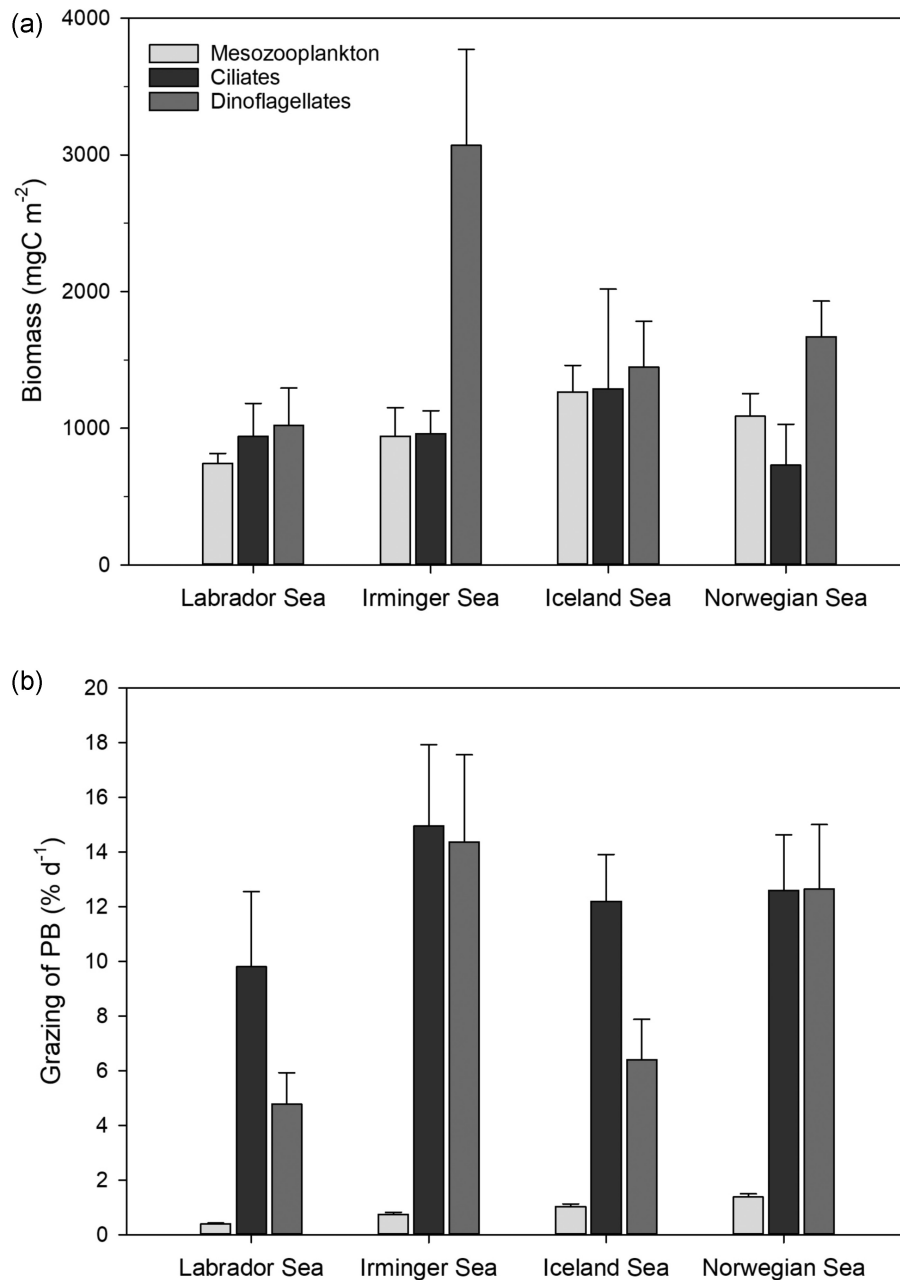 (a)
4000
3000
2000
1000
0
Biomass (mgC m⁻²)
Mesozooplankton
Ciliates
Dinoflagellates
Labrador Sea Irminger Sea Iceland Sea Norwegian Sea
(b)
20
18
16
14
12
10
8
6
4
2
0
Grazing of PB (% d⁻¹)
Labrador Sea Irminger Sea Iceland Sea Norwegian Sea